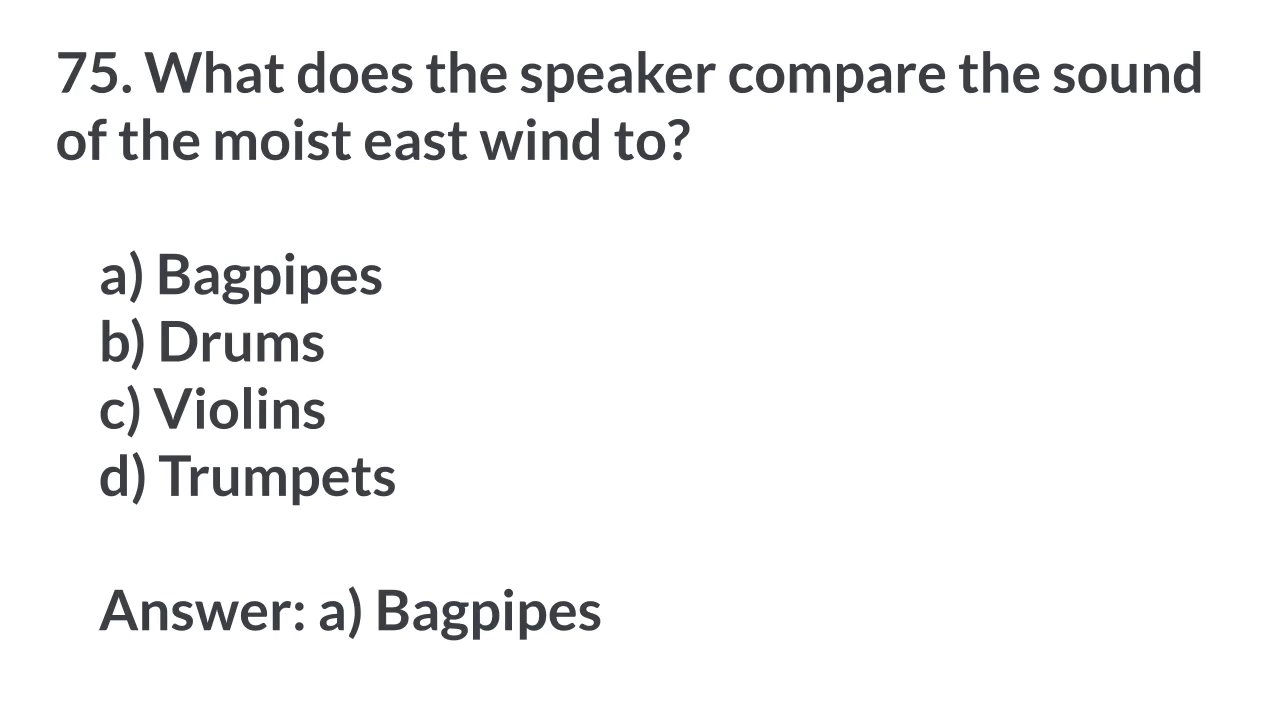 75. What does the speaker compare the sound
of the moist east wind to?
a) Bagpipes
b) Drums
c) Violins
d) Trumpets
Answer: a) Bagpipes